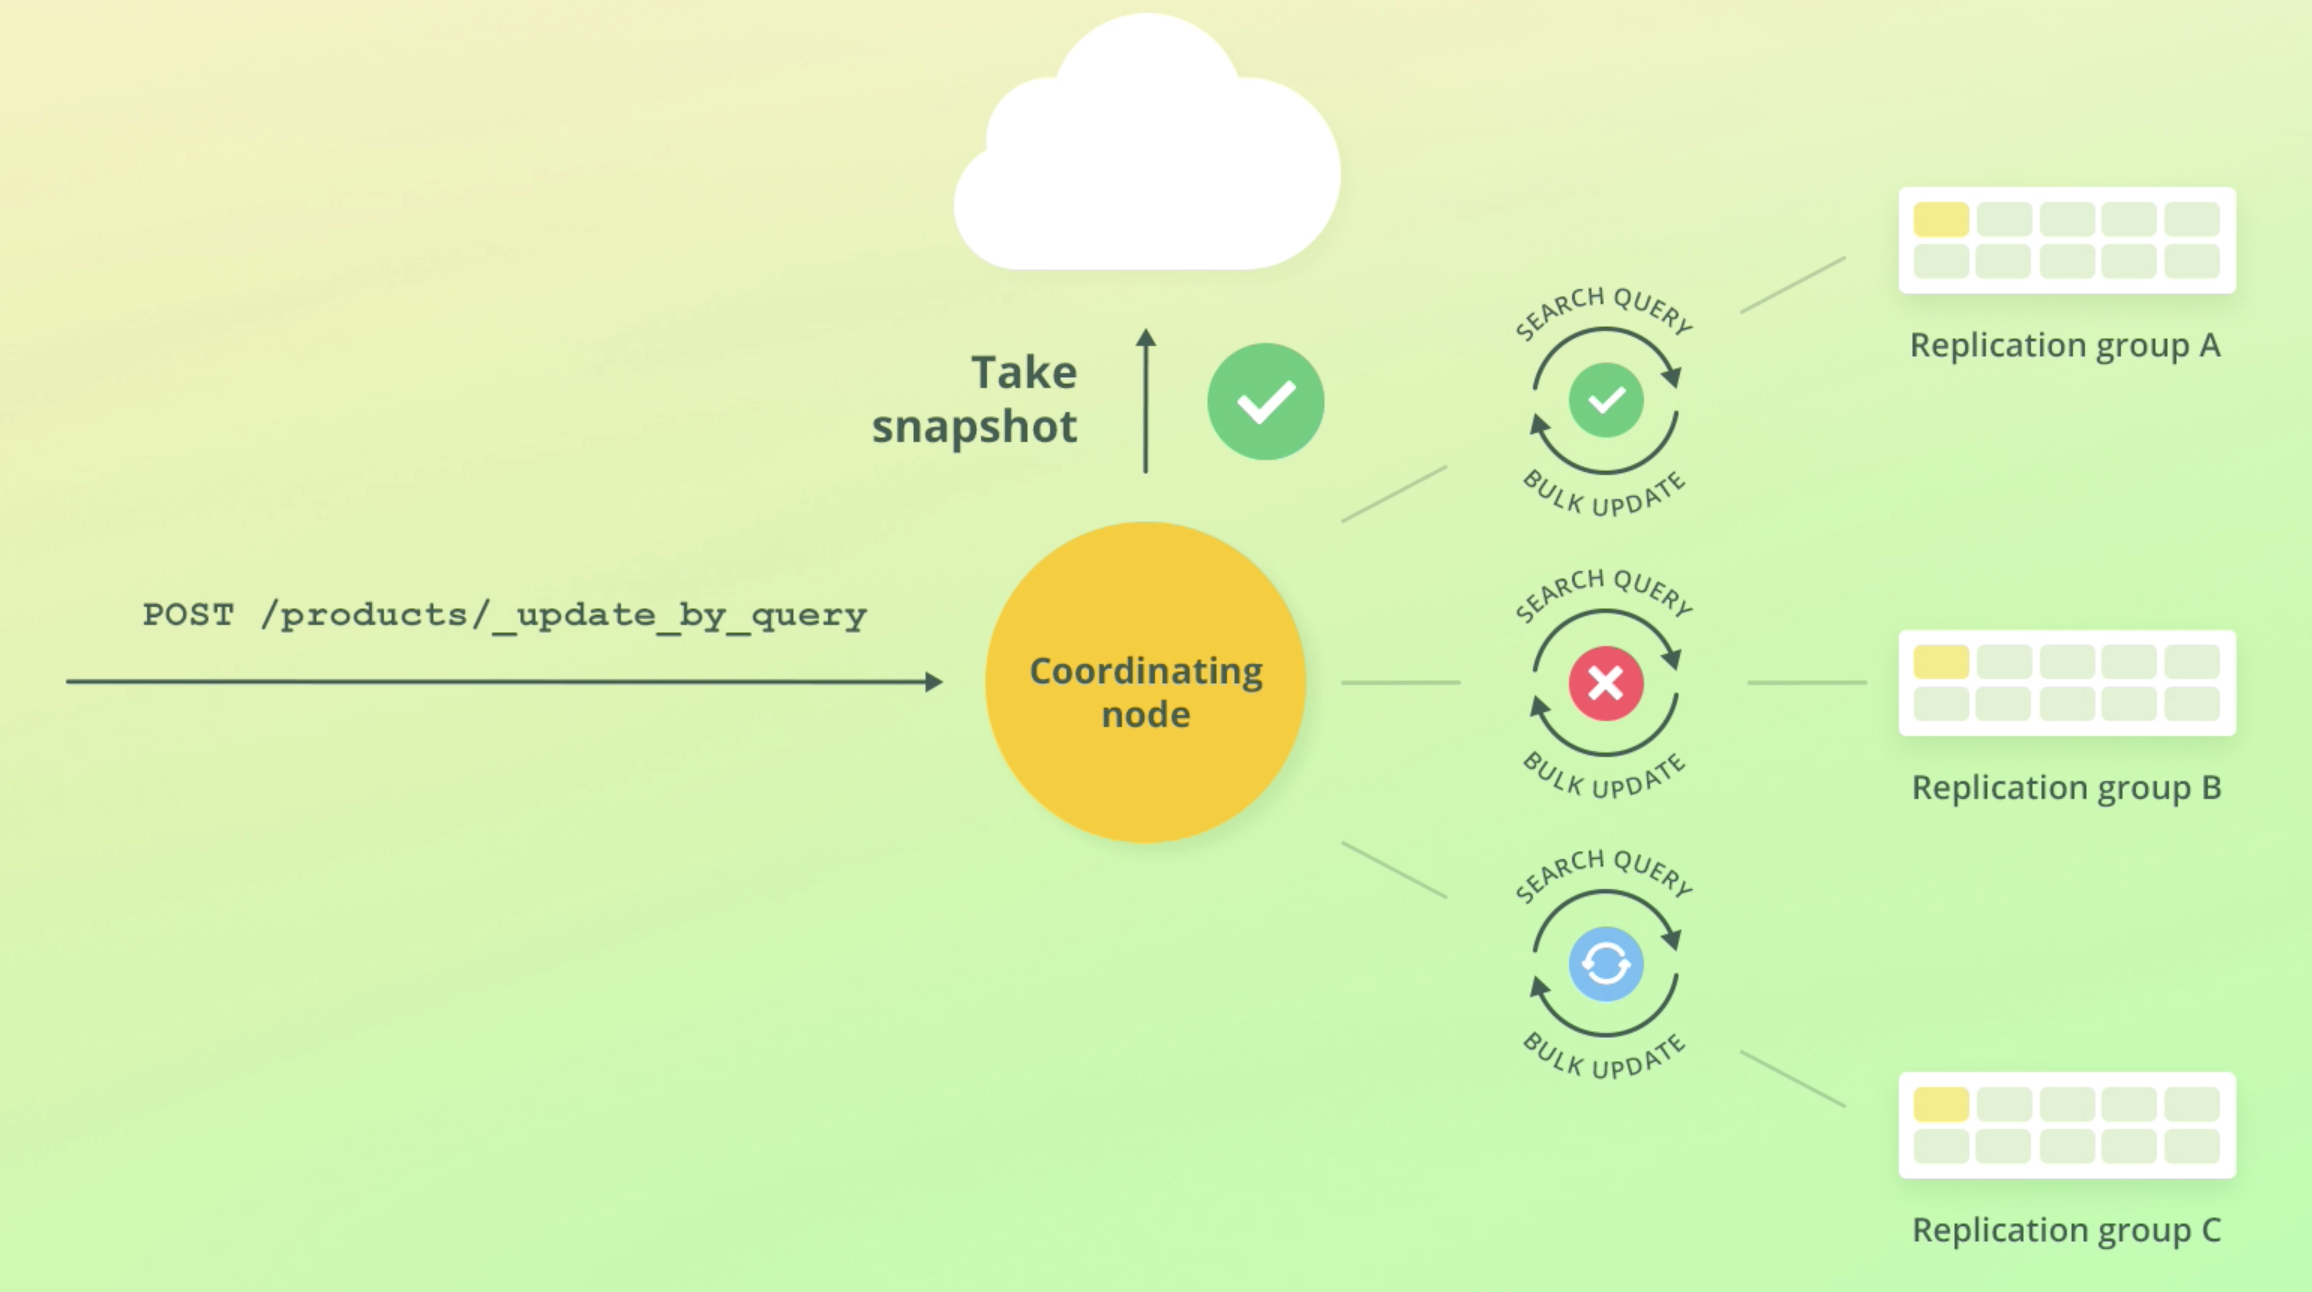 Take
snapshot
POST /products/_update_by_query
Coordinating
node
SEARCH QUERY
BULK UPDATE
SEARCH QUERY
BULK UPDATE
SEARCH QUERY
BULK UPDATE
Replication group A
Replication group B
Replication group C